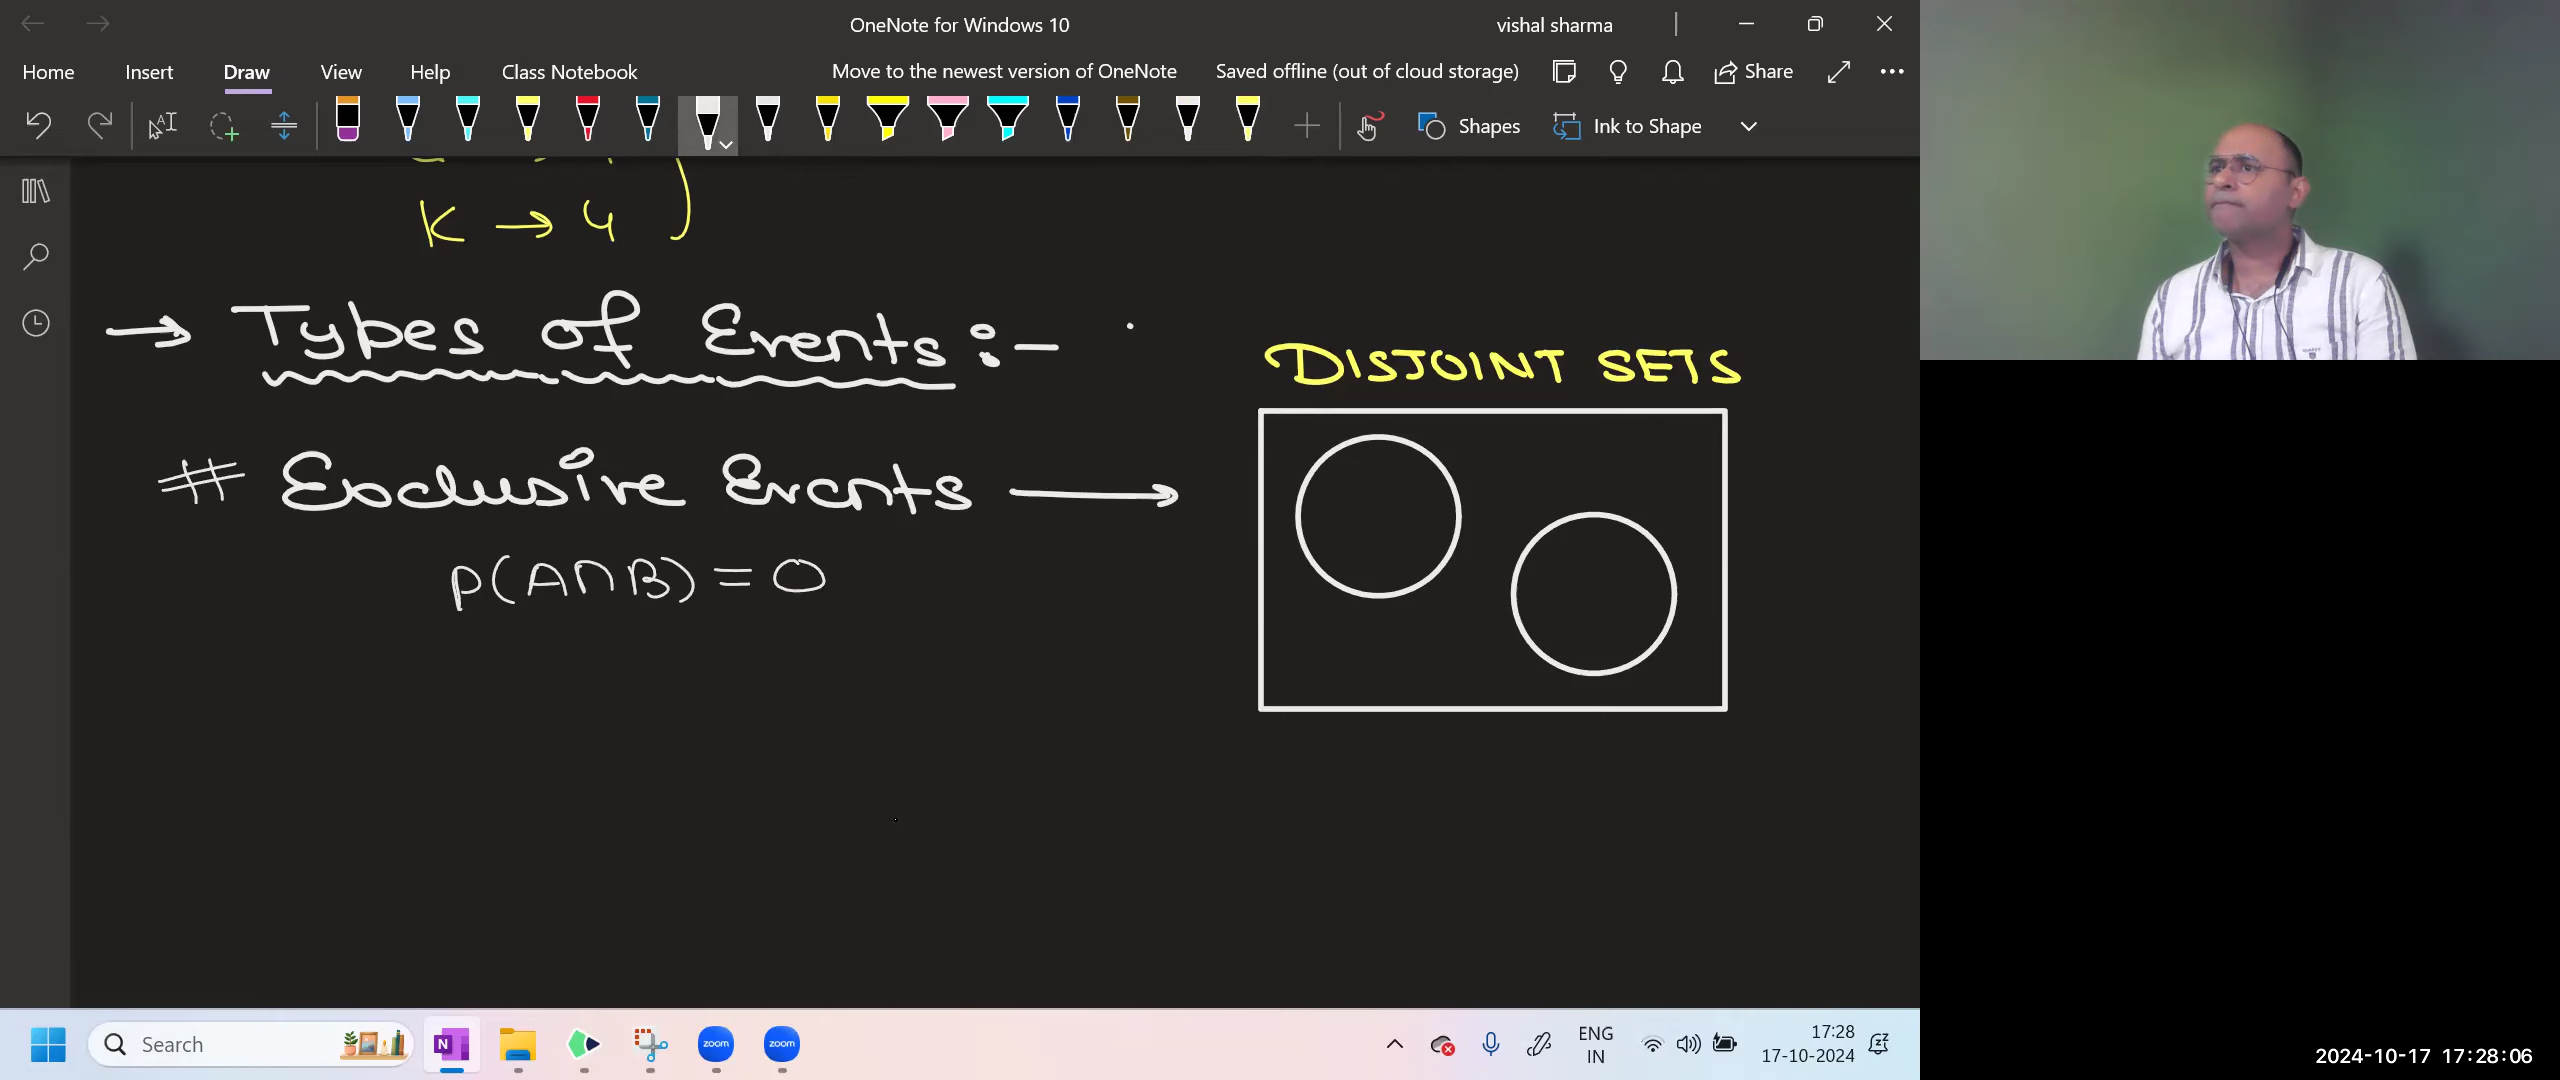 OneNote for Windows 10
vishal sharma
Home Insert Draw View Help Class Notebook
Move to the newest version of OneNote
Saved offline (out of cloud storage)
Share
Shapes
Ink to Shape
K → 4
→ Types of Events :-
DISJOINT SETS
# Exclusive Events →
P(A∩B) = 0
Search
zoom
zoom
ENG
IN
17:28
17-10-2024
2024-10-17 17:28:06